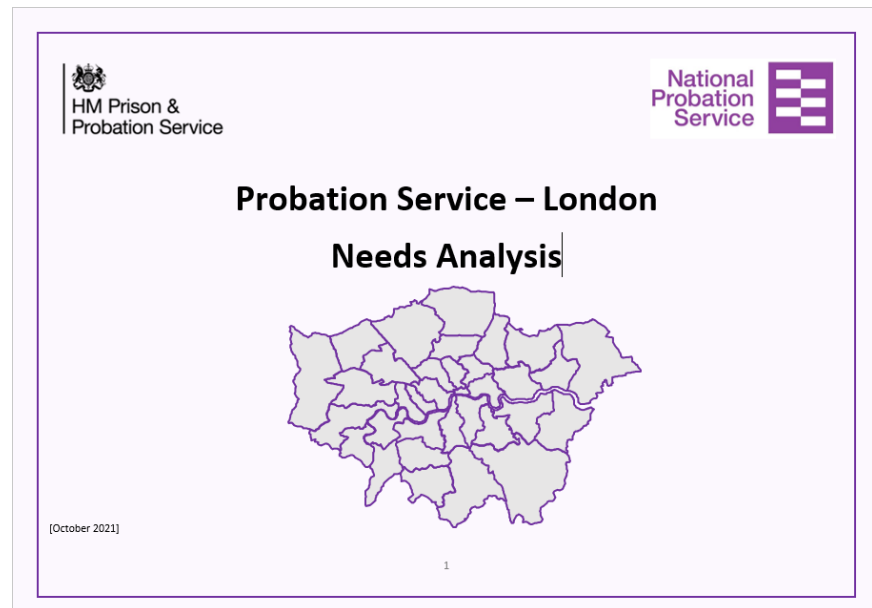 HM Prison &
Probation Service
National
Probation
Service
Probation Service – London
Needs Analysis
[October 2021]
1